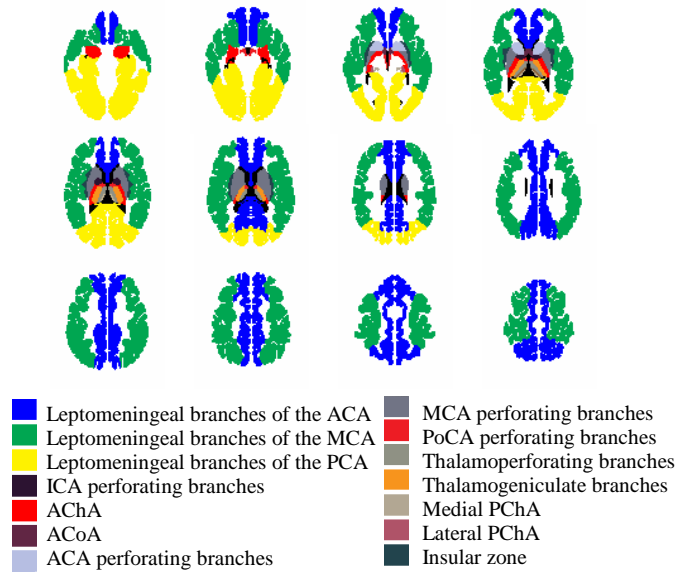 Leptomeningeal branches of the ACA
Leptomeningeal branches of the MCA
Leptomeningeal branches of the PCA
ICA perforating branches
AChA
ACoA
ACA perforating branches
MCA perforating branches
PoCA perforating branches
Thalamoperforating branches
Thalamogeniculate branches
Medial PChA
Lateral PChA
Insular zone